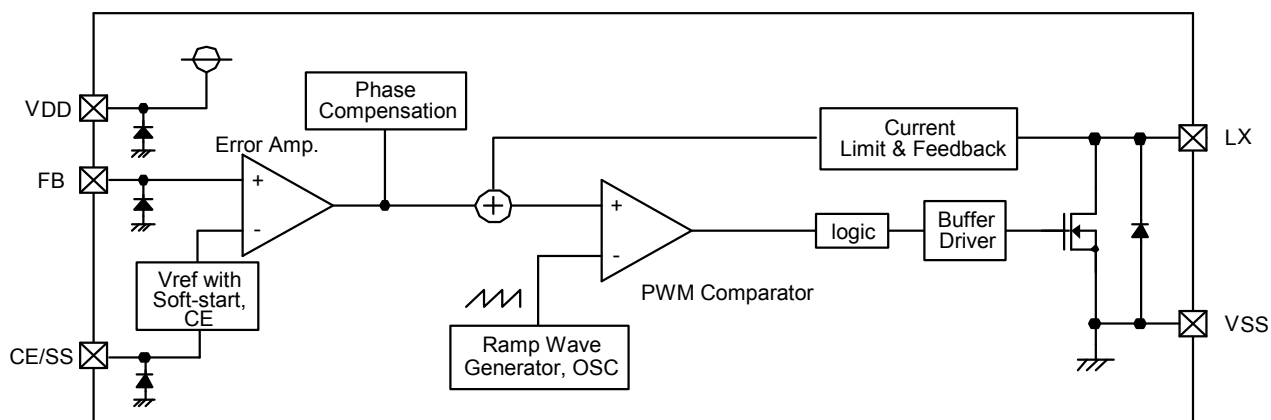 VDD
FB
CE/SS
Error Amp.
+
-
Phase
Compensation
Vref with
Soft-start,
CE
+
+
-
PWM Comparator
Ramp Wave
Generator, OSC
Current
Limit & Feedback
logic
Buffer
Driver
LX
VSS